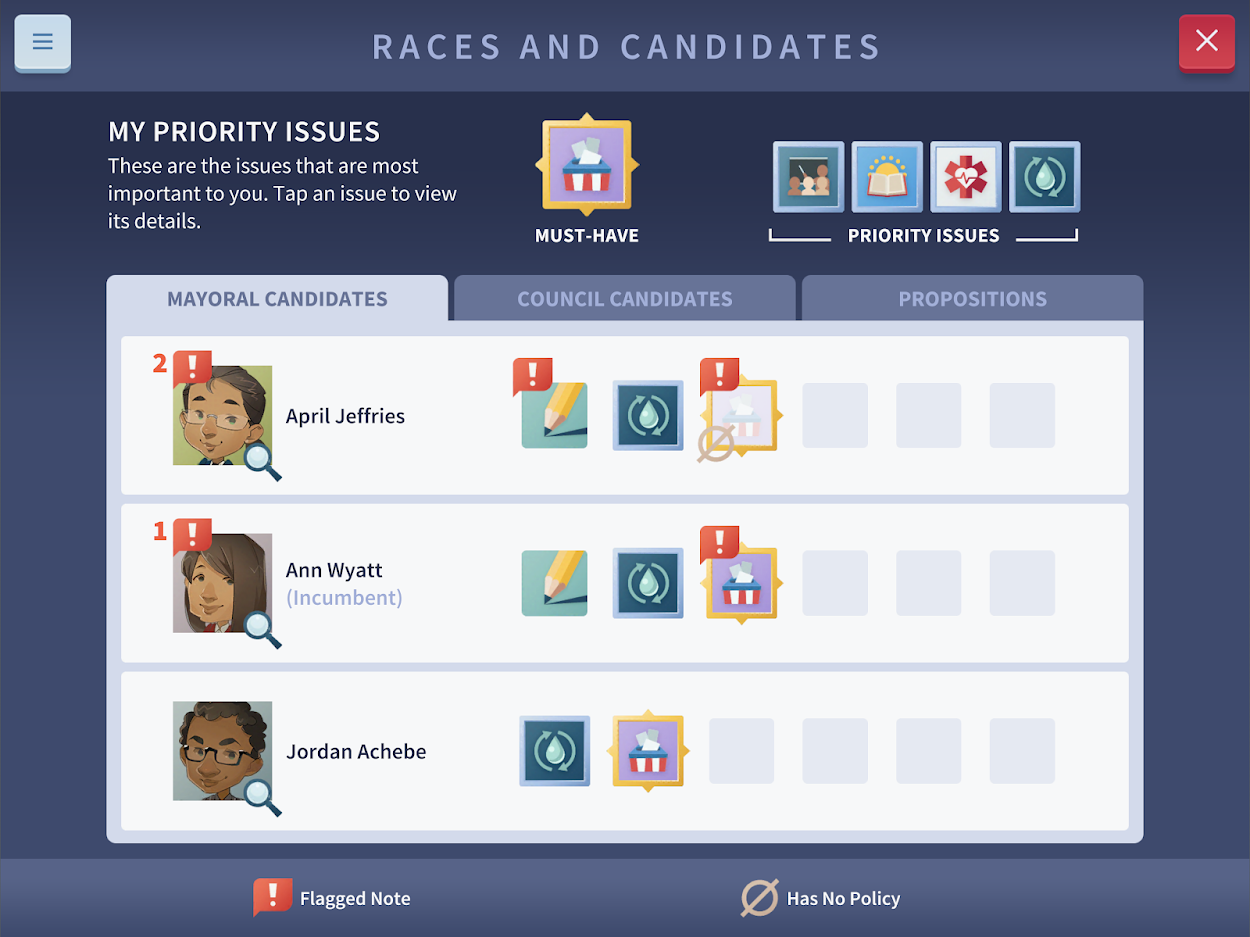 RACES AND CANDIDATES
MY PRIORITY ISSUES
These are the issues that are most
important to you. Tap an issue to view
its details.
MUST-HAVE
PRIORITY ISSUES
MAYORAL CANDIDATES
COUNCIL CANDIDATES
PROPOSITIONS
2
!
!
!
April Jeffries
1
!
!
Ann Wyatt
(Incumbent)
Jordan Achebe
! Flagged Note
Has No Policy